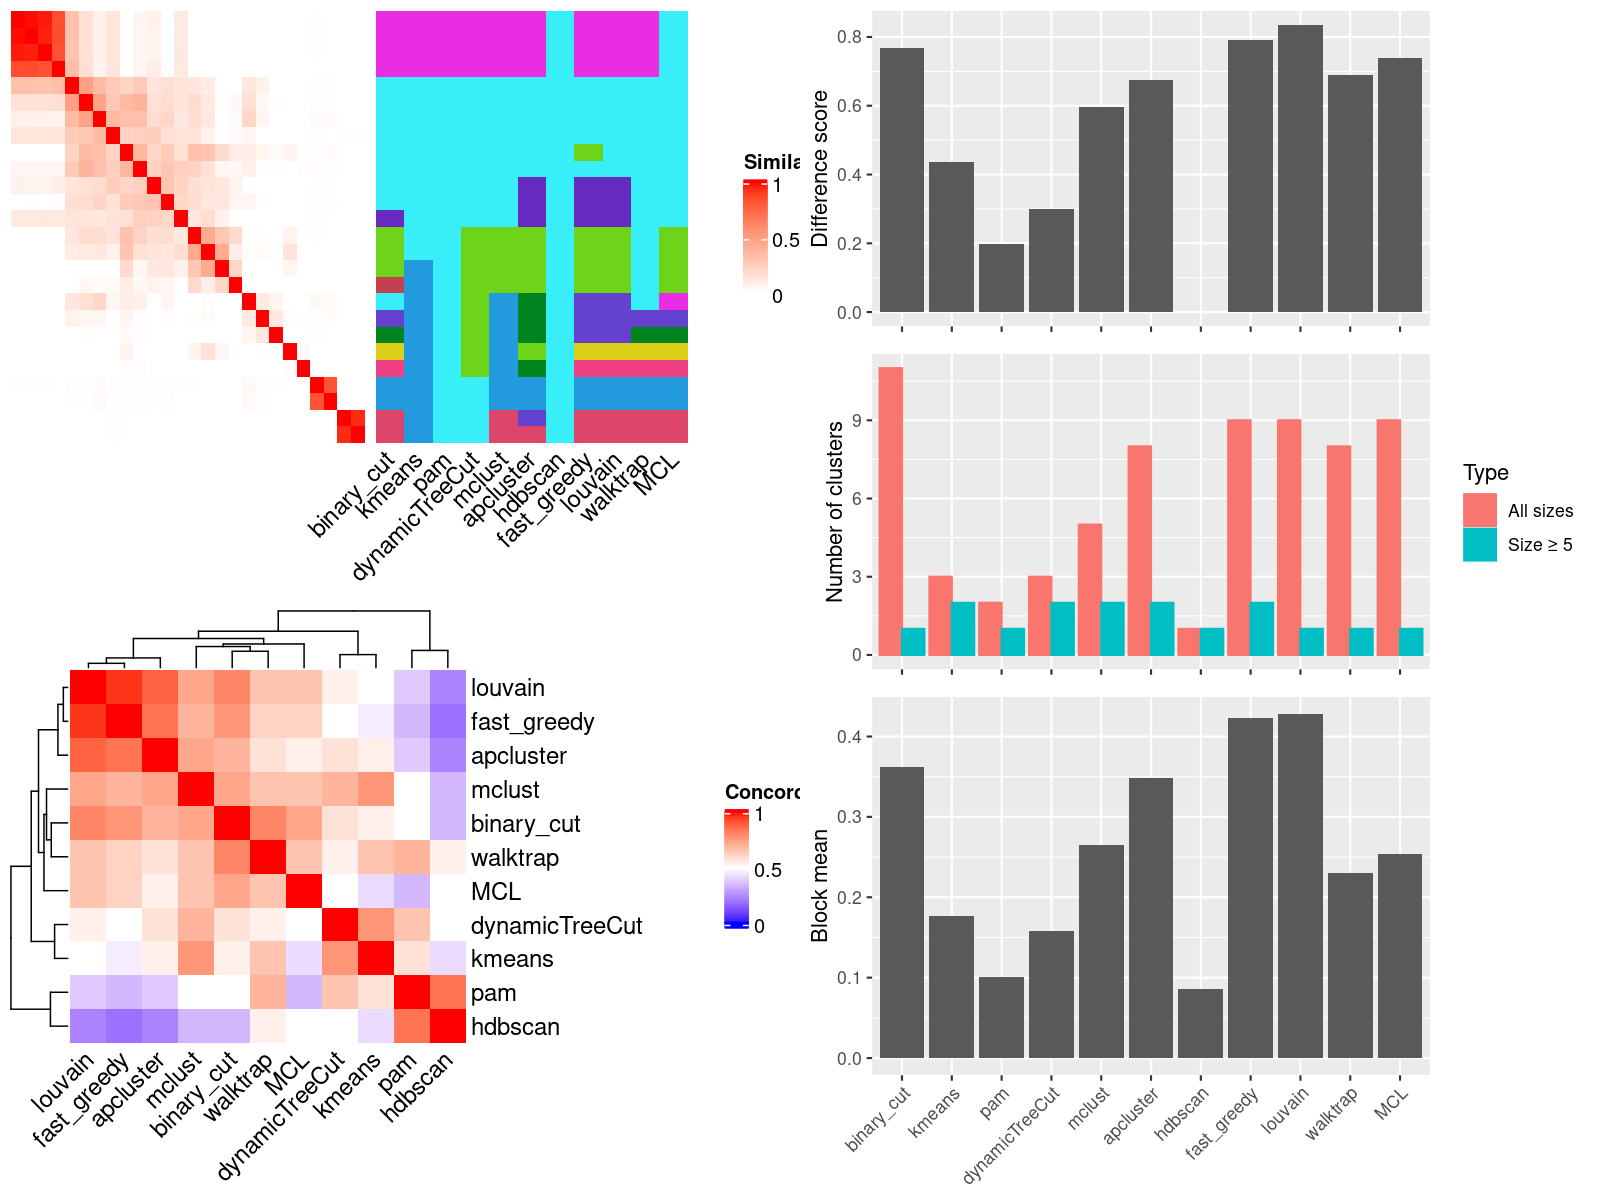 Simila
1
0.5
0
binary_cut
kmeans
pam
dynamicTreeCut
mclust
apcluster
hdbscan
fast_greedy
louvain
walktrap
MCL
Difference score
0.8
0.6
0.4
0.2
0.0
Number of clusters
9
6
3
0
Type
All sizes
Size ≥ 5
louvain
fast_greedy
apcluster
mclust
binary_cut
walktrap
MCL
dynamicTreeCut
kmeans
pam
hdbscan
Concord
1
0.5
0
louvain
fast_greedy
apcluster
mclust
binary_cut
walktrap
MCL
dynamicTreeCut
kmeans
pam
hdbscan
Block mean
0.4
0.3
0.2
0.1
0.0
binary_cut
kmeans
pam
dynamicTreeCut
mclust
apcluster
hdbscan
fast_greedy
louvain
walktrap
MCL